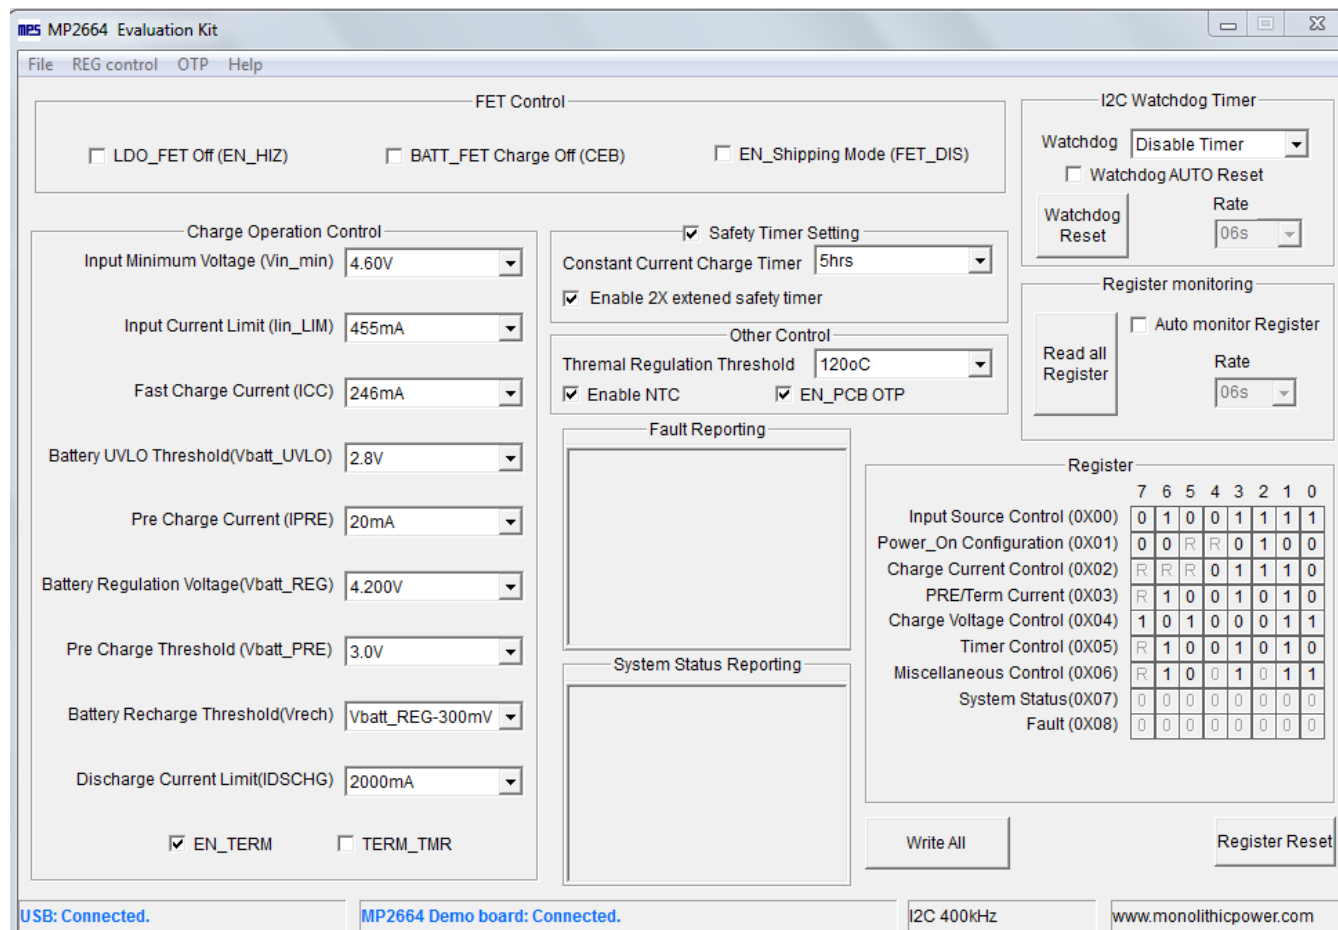 mps MP2664 Evaluation Kit
File REG control OTP Help
FET Control
LDO_FET Off (EN_HIZ) BATT_FET Charge Off (CEB) EN_Shipping Mode (FET_DIS)
I2C Watchdog Timer
Watchdog Disable Timer
Watchdog AUTO Reset
Watchdog Reset
Rate
06s
Charge Operation Control
Input Minimum Voltage (Vin_min) 4.60V
Input Current Limit (Iin_LIM) 455mA
Fast Charge Current (ICC) 246mA
Battery UVLO Threshold(Vbatt_UVLO) 2.8V
Pre Charge Current (IPRE) 20mA
Battery Regulation Voltage(Vbatt_REG) 4.200V
Pre Charge Threshold (Vbatt_PRE) 3.0V
Battery Recharge Threshold(Vrech) Vbatt_REG-300mV
Discharge Current Limit(IDSCHG) 2000mA
EN_TERM TERM_TMR
Safety Timer Setting
Constant Current Charge Timer 5hrs
Enable 2X extened safety timer
Other Control
Thremal Regulation Threshold 120oC
Enable NTC EN_PCB OTP
Fault Reporting
System Status Reporting
Register monitoring
Read all Register
Auto monitor Register
Rate
06s
Register
7 6 5 4 3 2 1 0
Input Source Control (0X00) 0 1 0 0 1 1 1 1
Power_On Configuration (0X01) 0 0 R R 0 1 0 0
Charge Current Control (0X02) R R R 0 1 1 1 0
PRE/Term Current (0X03) R 1 0 0 1 0 1 0
Charge Voltage Control (0X04) 1 0 1 0 0 0 1 1
Timer Control (0X05) R 1 0 0 1 0 1 0
Miscellaneous Control (0X06) R 1 0 0 1 0 1 1
System Status(0X07) 0 0 0 0 0 0 0 0
Fault (0X08) 0 0 0 0 0 0 0 0
Write All Register Reset
USB: Connected. MP2664 Demo board: Connected. I2C 400kHz www.monolithicpower.com